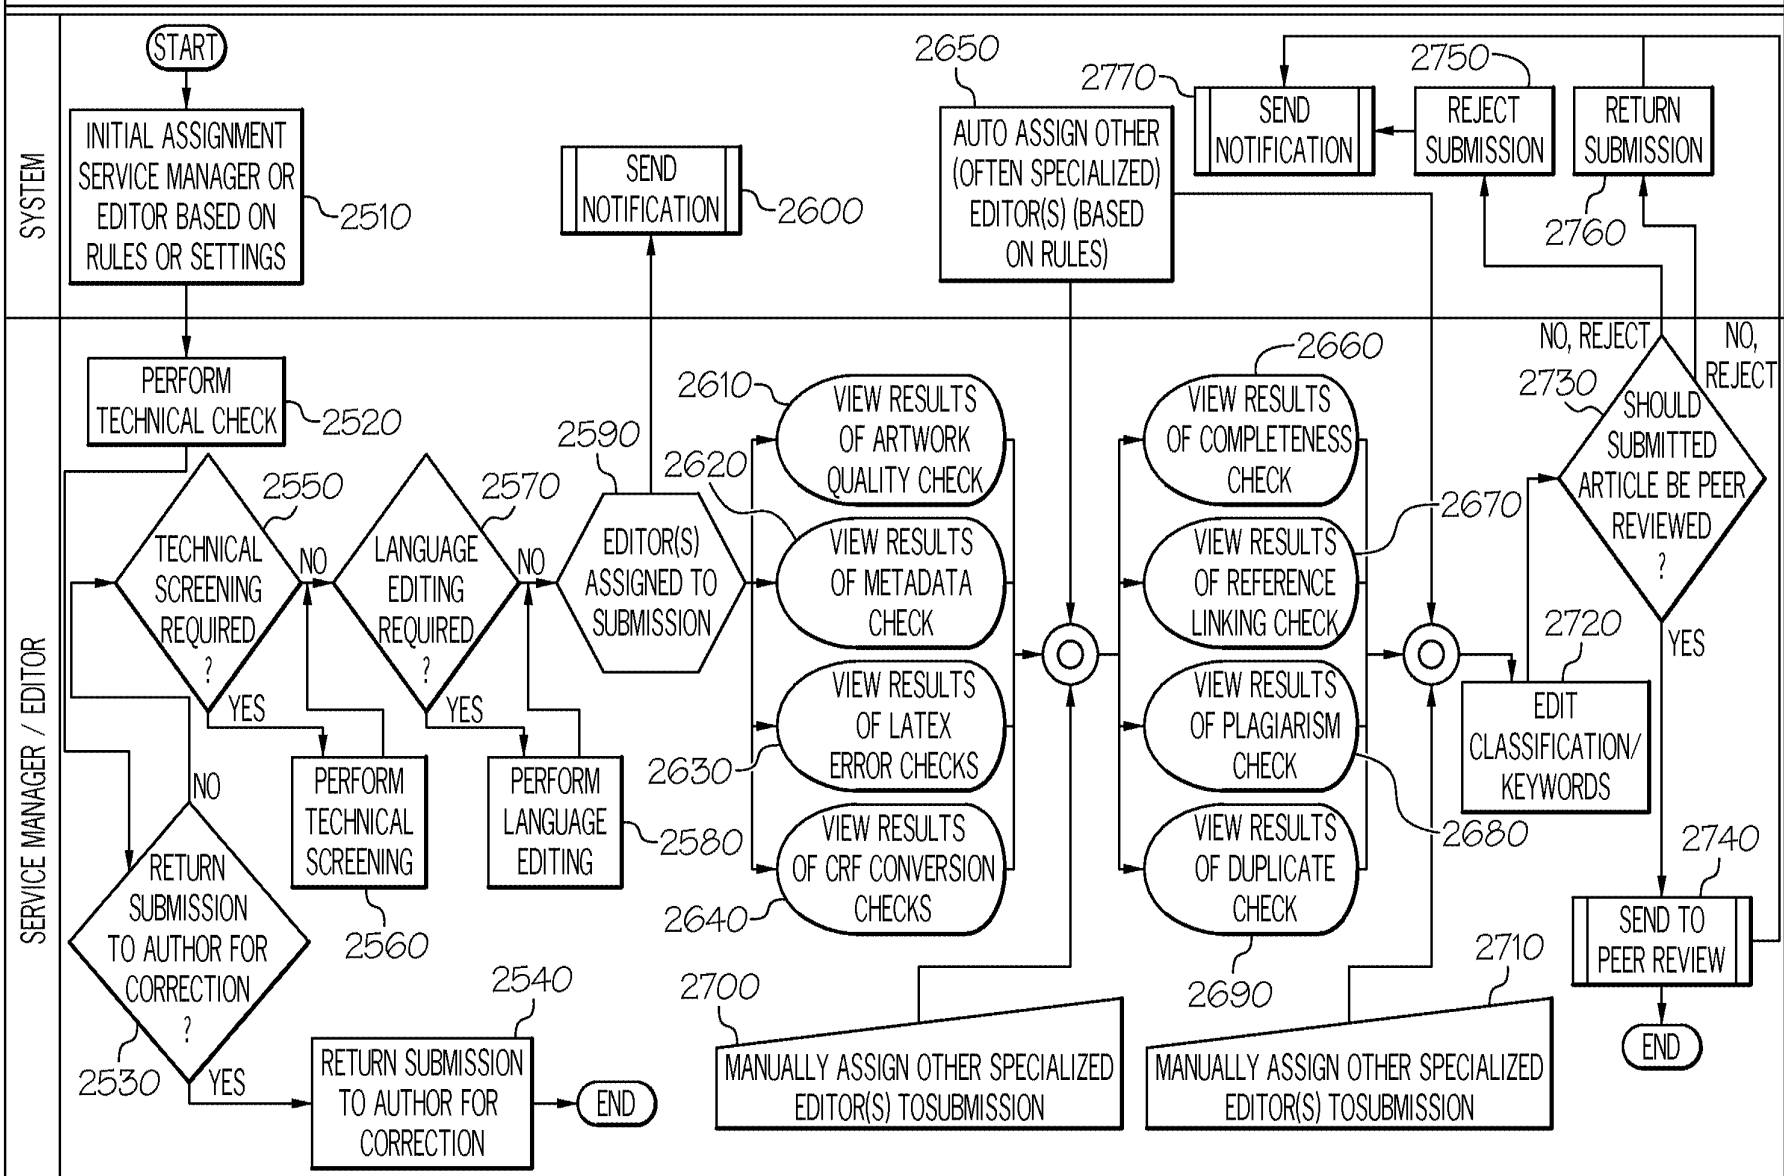 SYSTEM
START
INITIAL ASSIGNMENT
SERVICE MANAGER OR
EDITOR BASED ON
RULES OR SETTINGS
2510
SEND
NOTIFICATION
2600
2650
AUTO ASSIGN OTHER
(OFTEN SPECIALIZED)
EDITOR(S) (BASED
ON RULES)
2770
SEND
NOTIFICATION
2750
REJECT
SUBMISSION
RETURN
SUBMISSION
2760
SERVICE MANAGER / EDITOR
PERFORM
TECHNICAL CHECK
2520
2550
TECHNICAL
SCREENING
REQUIRED
?
NO
YES
2570
LANGUAGE
EDITING
REQUIRED
?
NO
YES
2590
EDITOR(S)
ASSIGNED TO
SUBMISSION
PERFORM
TECHNICAL
SCREENING
2560
PERFORM
LANGUAGE
EDITING
2580
NO
RETURN
SUBMISSION
TO AUTHOR FOR
CORRECTION
?
2530
YES
2540
RETURN SUBMISSION
TO AUTHOR FOR
CORRECTION
END
2610
VIEW RESULTS
OF ARTWORK
QUALITY CHECK
2620
VIEW RESULTS
OF METADATA
CHECK
VIEW RESULTS
OF LATEX
ERROR CHECKS
2630
VIEW RESULTS
OF CRF CONVERSION
CHECKS
2640
2700
MANUALLY ASSIGN OTHER SPECIALIZED
EDITOR(S) TOSUBMISSION
2660
VIEW RESULTS
OF COMPLETENESS
CHECK
2670
VIEW RESULTS
OF REFERENCE
LINKING CHECK
VIEW RESULTS
OF PLAGIARISM
CHECK
2680
VIEW RESULTS
OF DUPLICATE
CHECK
2690
2710
MANUALLY ASSIGN OTHER SPECIALIZED
EDITOR(S) TOSUBMISSION
2720
EDIT
CLASSIFICATION/
KEYWORDS
NO, REJECT
NO,
REJECT
2730
SHOULD
SUBMITTED
ARTICLE BE PEER
REVIEWED
?
YES
2740
SEND TO
PEER REVIEW
END